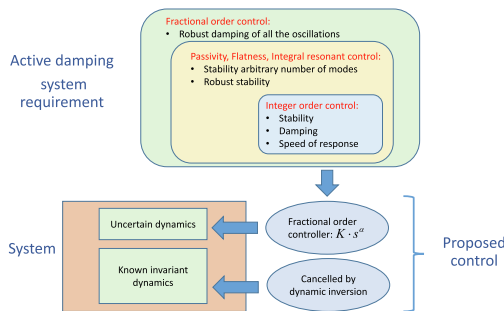 Fractional order control:
• Robust damping of all the oscillations
Active damping
system
requirement
Passivity, Flatness, Integral resonant control:
• Stability arbitrary number of modes
• Robust stability
Integer order control:
• Stability
• Damping
• Speed of response
System
Uncertain dynamics
Known invariant
dynamics
Fractional order
controller: K · s^α
Cancelled by
dynamic inversion
Proposed
control